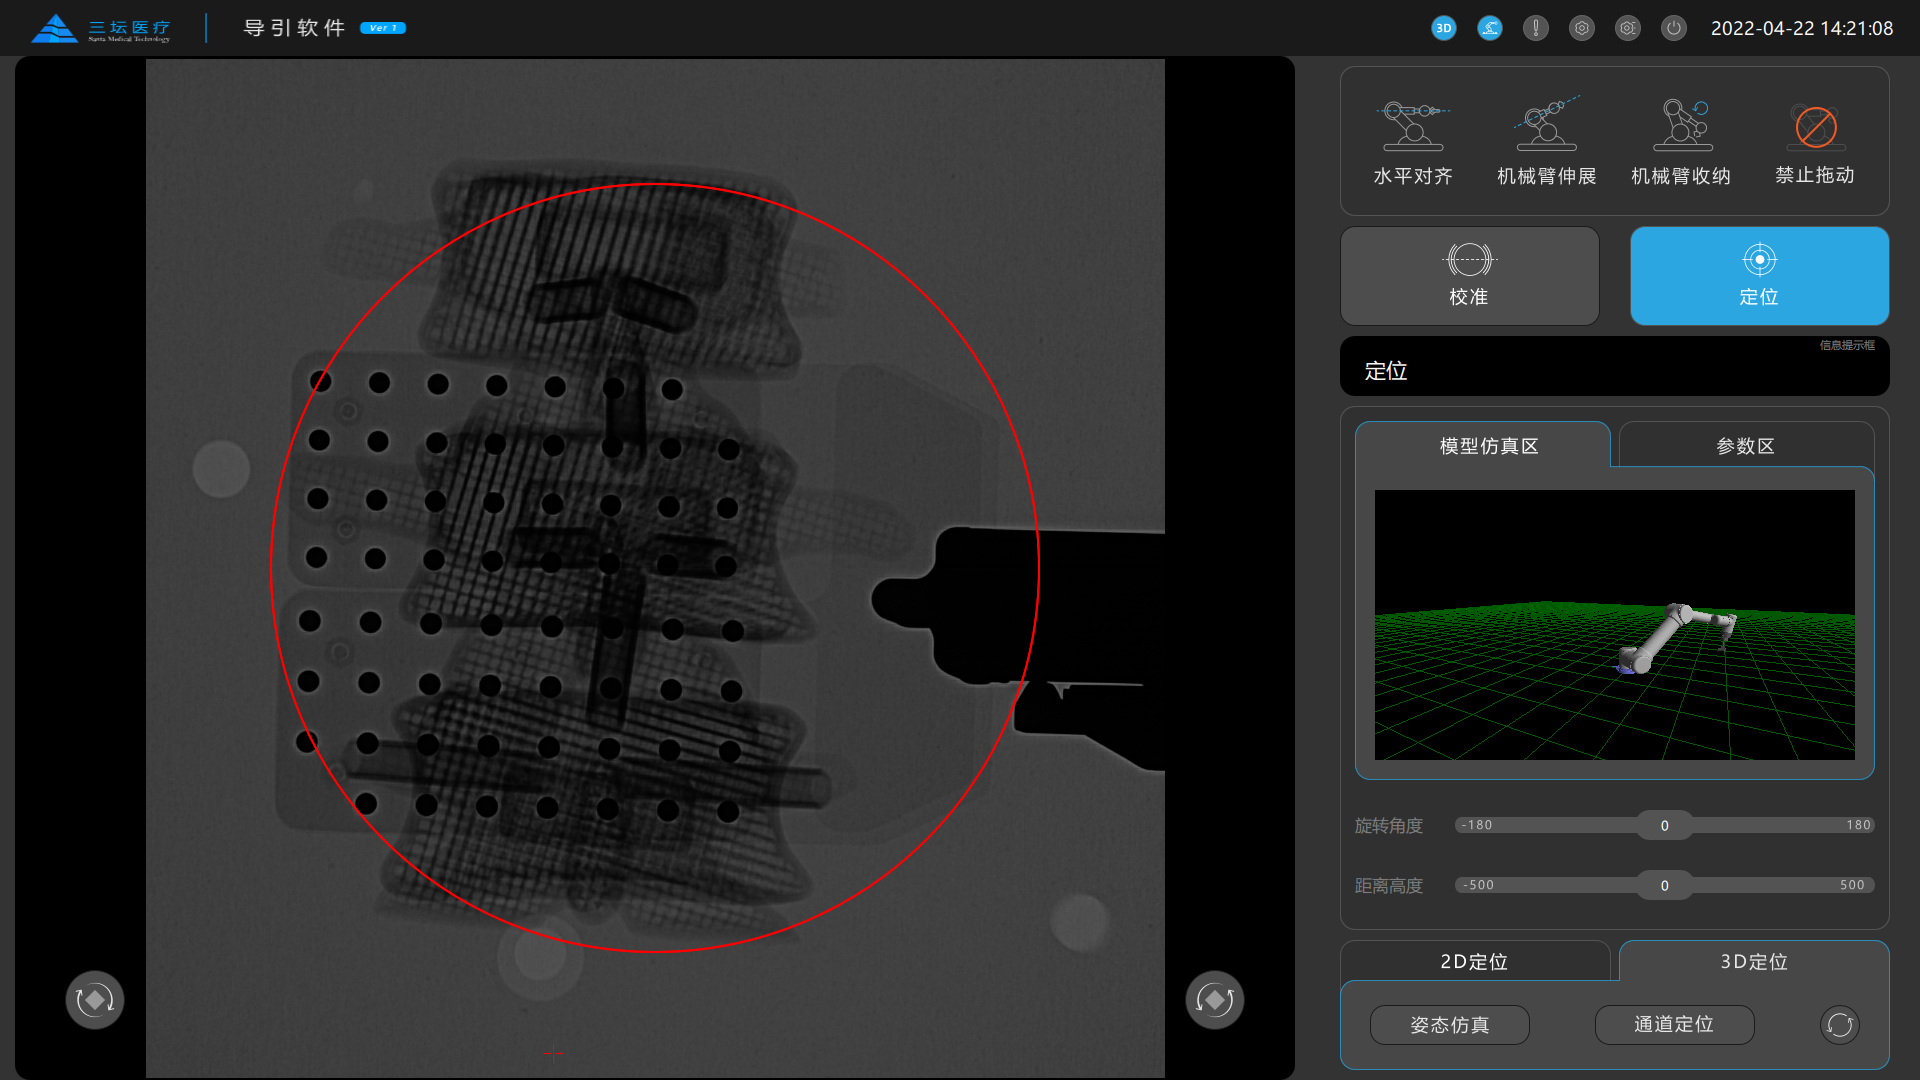 三坛医疗
Santa Medical Technology
导引软件
Ver 1
3D
2022-04-22 14:21:08
水平对齐
机械臂伸展
机械臂收纳
禁止拖动
校准
定位
信息提示框
定位
模型仿真区
参数区
旋转角度
-180
0
180
距离高度
-500
0
500
2D定位
3D定位
姿态仿真
通道定位